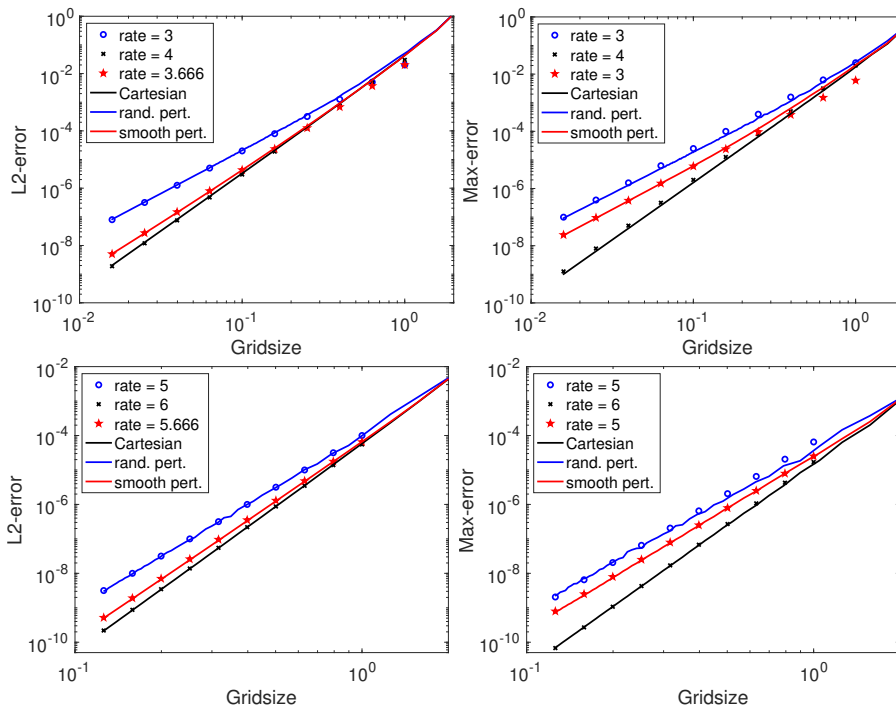 L2-error
10^0
10^-2
10^-4
10^-6
10^-8
10^-10
rate = 3
rate = 4
rate = 3.666
Cartesian
rand. pert.
smooth pert.
10^-2
10^-1
10^0
Gridsize
Max-error
10^0
10^-2
10^-4
10^-6
10^-8
10^-10
rate = 3
rate = 4
rate = 3
Cartesian
rand. pert.
smooth pert.
10^-2
10^-1
10^0
Gridsize
L2-error
10^-2
10^-4
10^-6
10^-8
10^-10
rate = 5
rate = 6
rate = 5.666
Cartesian
rand. pert.
smooth pert.
10^-1
10^0
Gridsize
Max-error
10^-2
10^-4
10^-6
10^-8
10^-10
rate = 5
rate = 6
rate = 5
Cartesian
rand. pert.
smooth pert.
10^-1
10^0
Gridsize